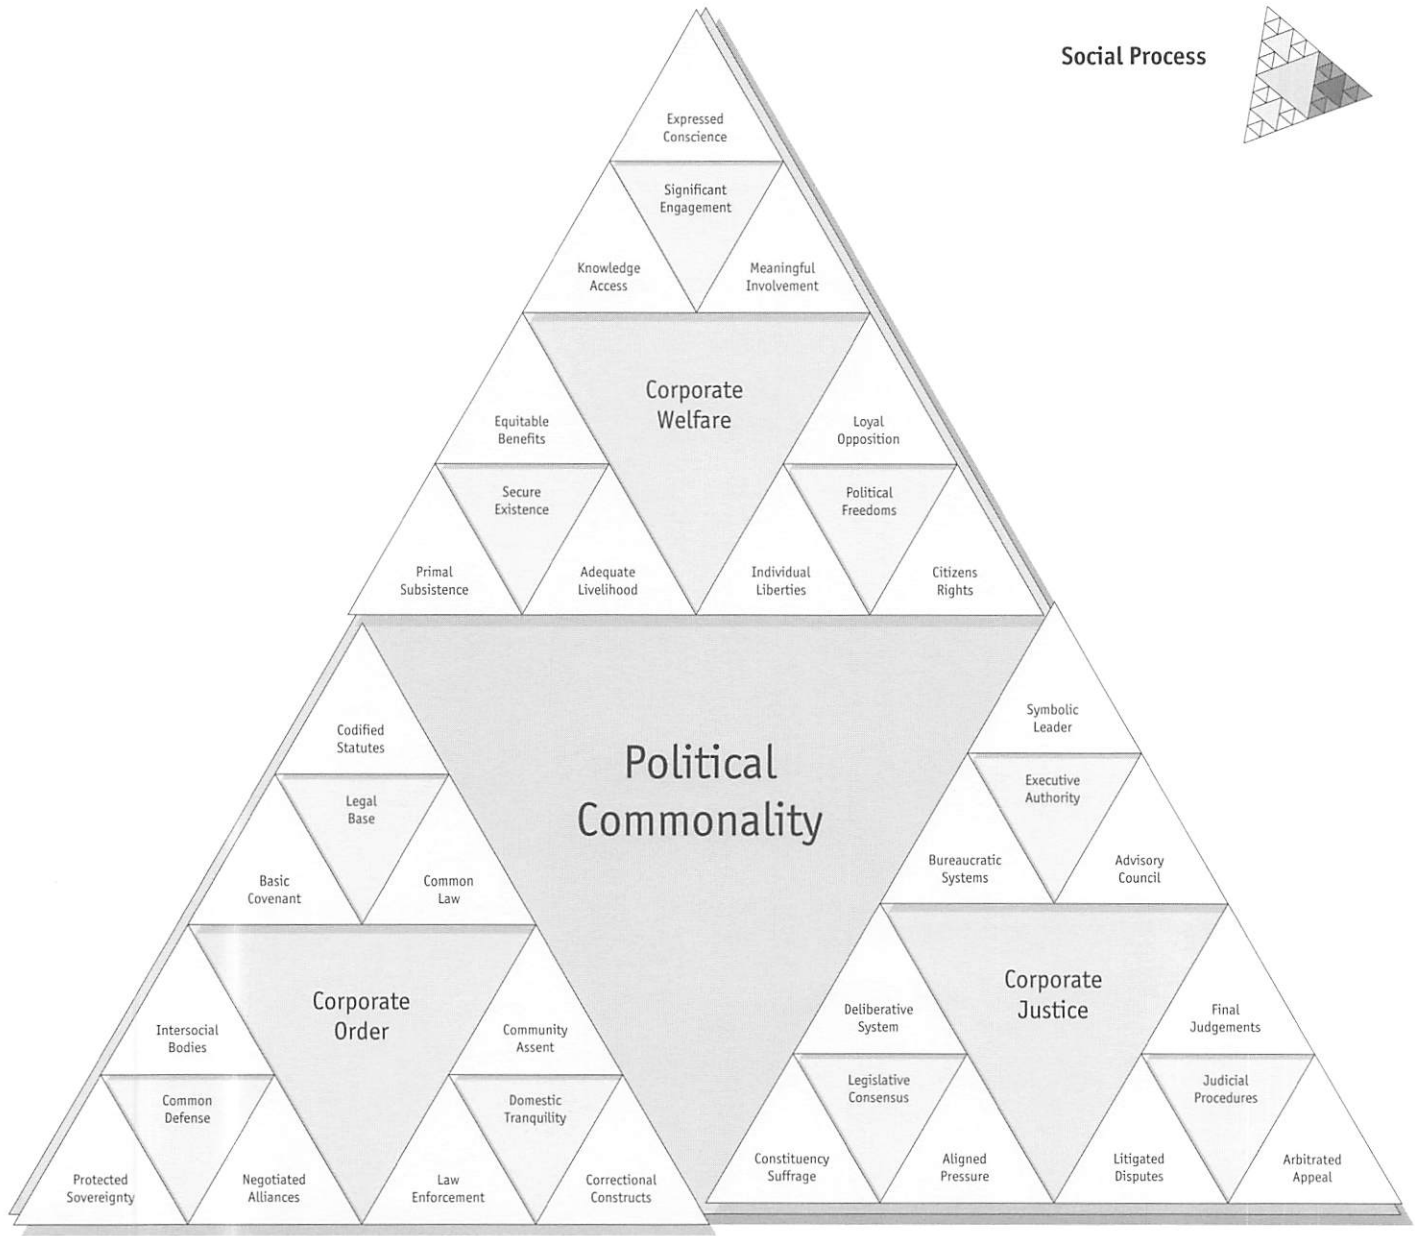 Social Process
Expressed
Conscience
Significant
Engagement
Knowledge
Access
Meaningful
Involvement
Corporate
Welfare
Equitable
Benefits
Loyal
Opposition
Secure
Existence
Political
Freedoms
Primal
Subsistence
Adequate
Livelihood
Individual
Liberties
Citizens
Rights
Political
Commonality
Codified
Statutes
Legal
Base
Basic
Covenant
Common
Law
Corporate
Order
Intersocial
Bodies
Community
Assent
Common
Defense
Domestic
Tranquility
Protected
Sovereignty
Negotiated
Alliances
Law
Enforcement
Correctional
Constructs
Symbolic
Leader
Executive
Authority
Bureaucratic
Systems
Advisory
Council
Corporate
Justice
Deliberative
System
Final
Judgements
Legislative
Consensus
Judicial
Procedures
Constituency
Suffrage
Aligned
Pressure
Litigated
Disputes
Arbitrated
Appeal